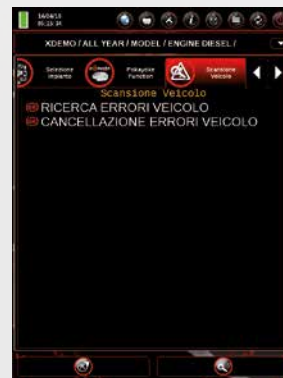 XDEMO / ALL YEAR / MODEL / ENGINE DIESEL /
Selezione
Impianto
Pokayoke
Function
Scansione
Veicolo
Scansione Veicolo
RICERCA ERRORI VEICOLO
CANCELLAZIONE ERRORI VEICOLO